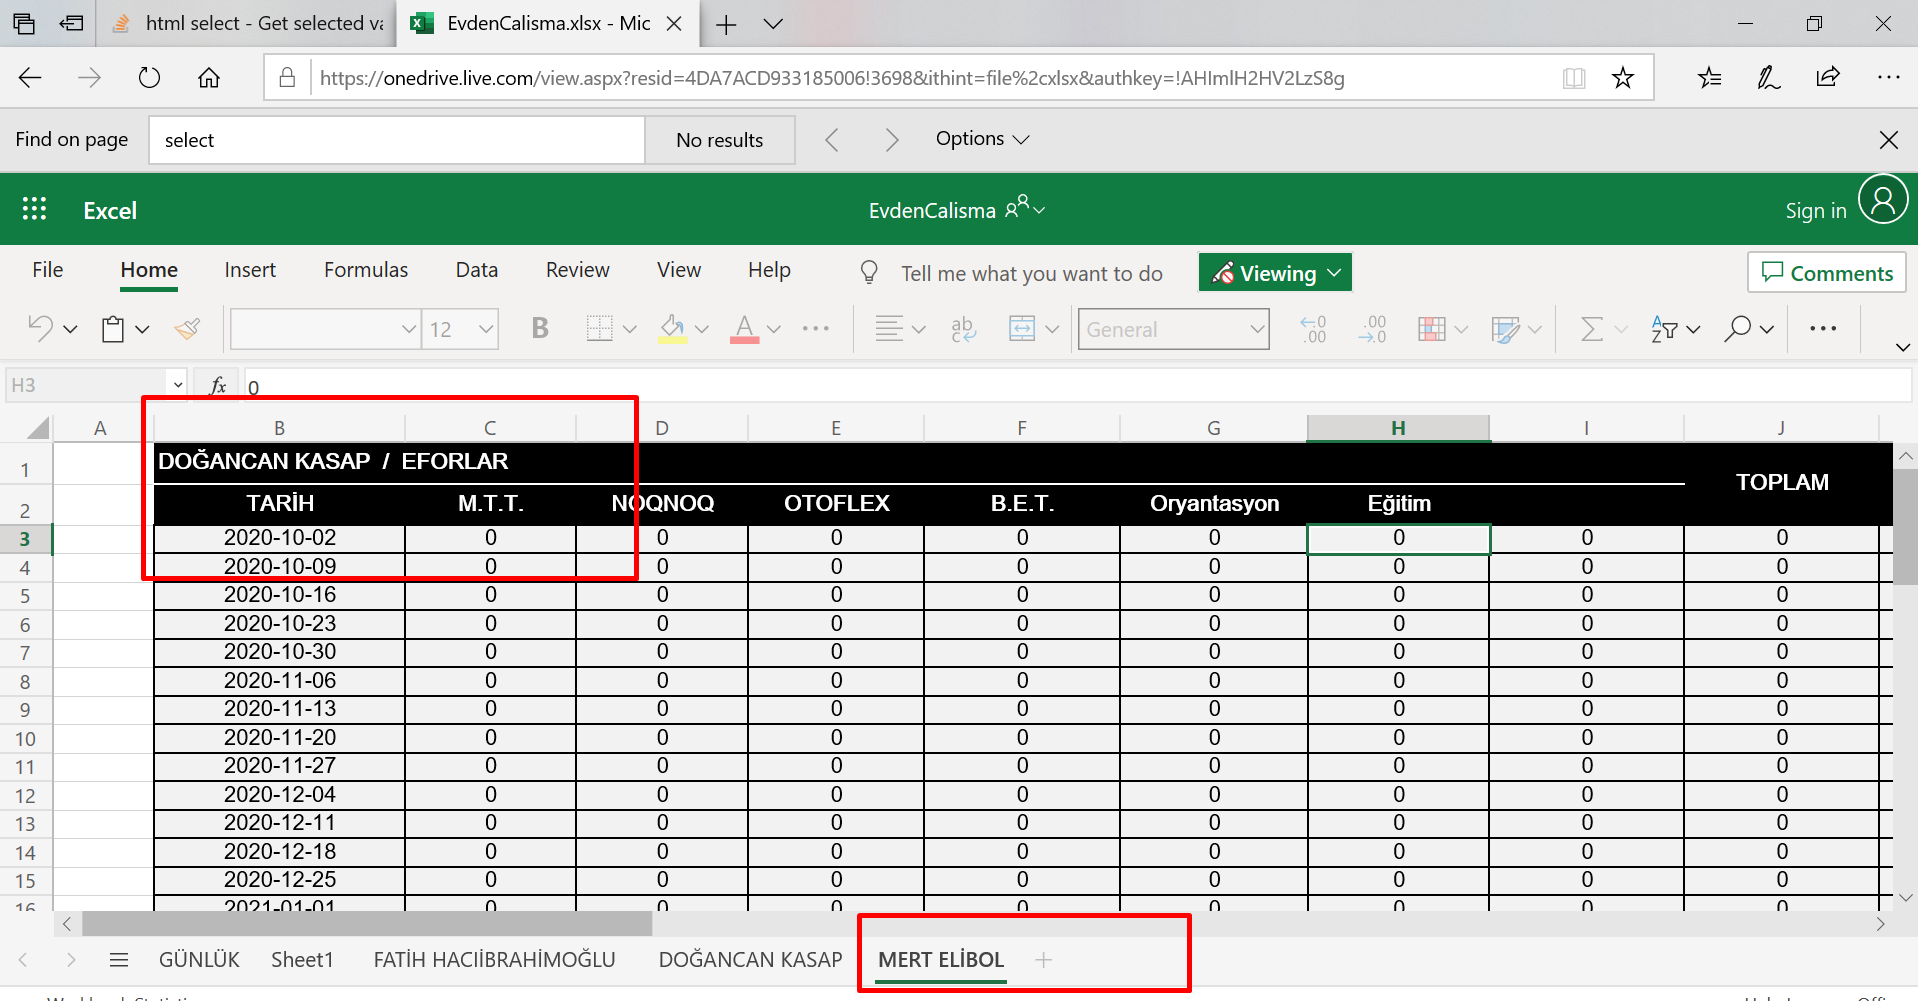 html select - Get selected va
EvdenCalisma.xlsx - Mic
https://onedrive.live.com/view.aspx?resid=4DA7ACD933185006!3698&ithint=file%2cxlsx&authkey=!AHImlH2HV2LzS8g
Find on page select No results Options
Excel EvdenCalisma Sign in
File Home Insert Formulas Data Review View Help Tell me what you want to do Viewing Comments
12 B A ab General
H3 fx 0
A B C D E F G H I J
1 DOĞANCAN KASAP / EFORLAR TOPLAM
2 TARİH M.T.T. NOQNOQ OTOFLEX B.E.T. Oryantasyon Eğitim
3 2020-10-02 0 0 0 0 0 0 0 0
4 2020-10-09 0 0 0 0 0 0 0 0
5 2020-10-16 0 0 0 0 0 0 0 0
6 2020-10-23 0 0 0 0 0 0 0 0
7 2020-10-30 0 0 0 0 0 0 0 0
8 2020-11-06 0 0 0 0 0 0 0 0
9 2020-11-13 0 0 0 0 0 0 0 0
10 2020-11-20 0 0 0 0 0 0 0 0
11 2020-11-27 0 0 0 0 0 0 0 0
12 2020-12-04 0 0 0 0 0 0 0 0
13 2020-12-11 0 0 0 0 0 0 0 0
14 2020-12-18 0 0 0 0 0 0 0 0
15 2020-12-25 0 0 0 0 0 0 0 0
16 2021-01-01 0 0 0 0 0 0 0 0
GÜNLÜK Sheet1 FATİH HACIİBRAHİMOĞLU DOĞANCAN KASAP MERT ELİBOL